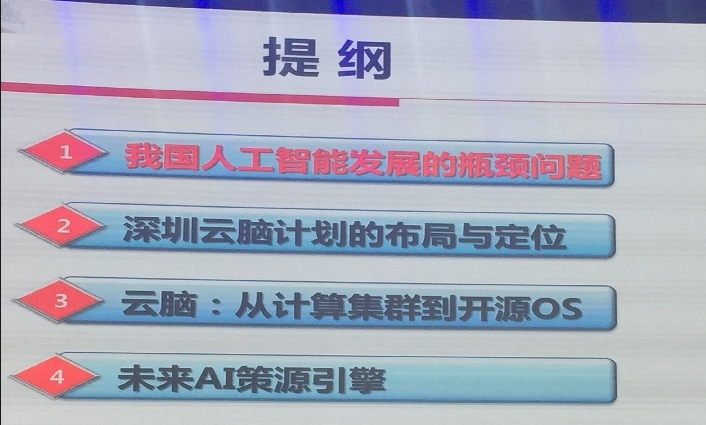 提纲
1 我国人工智能发展的瓶颈问题
2 深圳云脑计划的布局与定位
3 云脑：从计算集群到开源OS
4 未来AI策源引擎